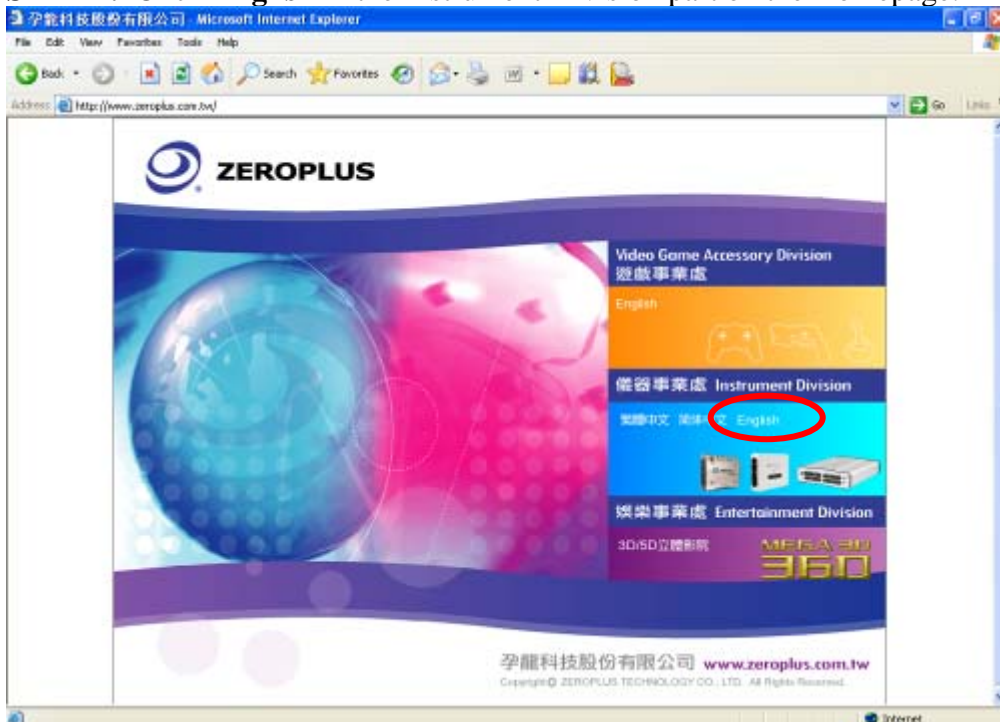 孕龍科技股份有限公司 - Microsoft Internet Explorer
File Edit View Favorites Tools Help
Back Search Favorites
Address http://www.zeroplus.com.tw/ Go Links
ZEROPLUS
Video Game Accessory Division
遊戲事業處
English
儀器事業處 Instrument Division
繁體中文 简体中文 English
娛樂事業處 Entertainment Division
3D/5D立體影院 MEGA 3D
360
孕龍科技股份有限公司 www.zeroplus.com.tw
Copyright© ZEROPLUS TECHNOLOGY CO., LTD. All Rights Reserved.
Internet